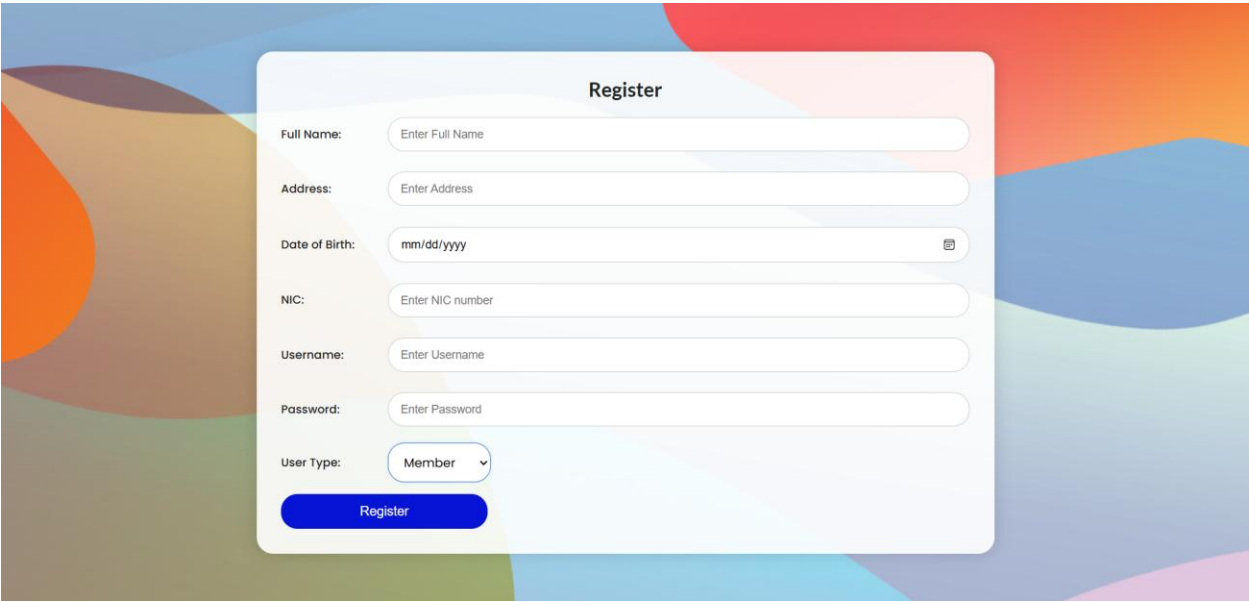 Register
Full Name: Enter Full Name
Address: Enter Address
Date of Birth: mm/dd/yyyy
NIC: Enter NIC number
Username: Enter Username
Password: Enter Password
User Type: Member
Register